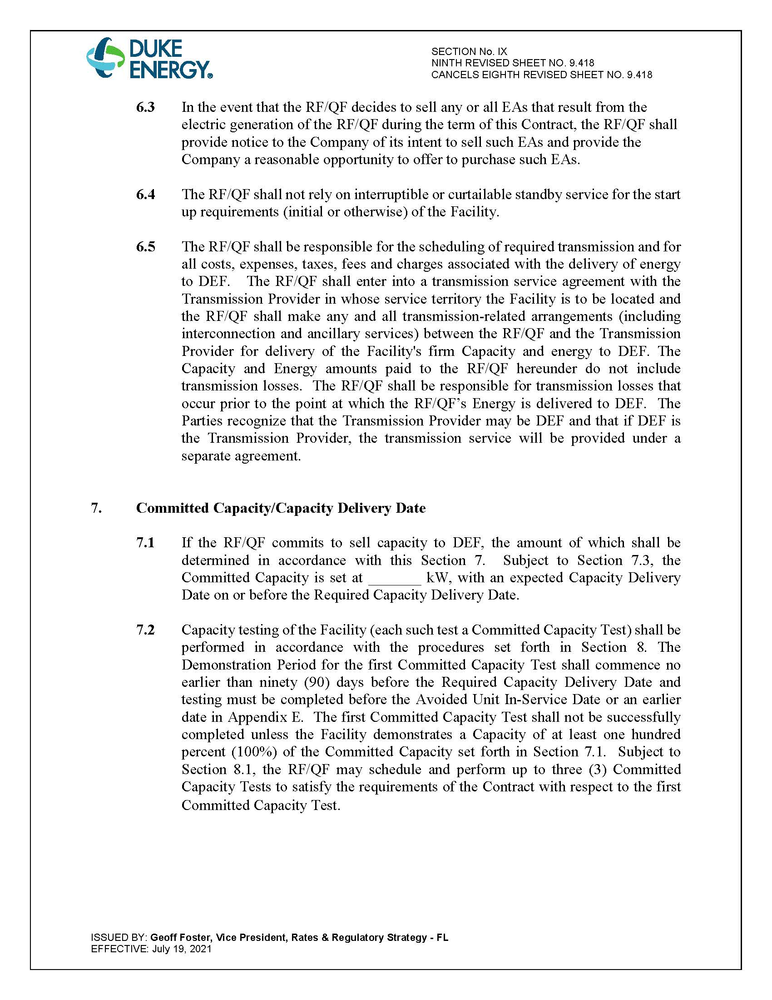 DUKE
ENERGY®
SECTION No. IX
NINTH REVISED SHEET NO. 9.418
CANCELS EIGHTH REVISED SHEET NO. 9.418
6.3 In the event that the RF/QF decides to sell any or all EAs that result from the
electric generation of the RF/QF during the term of this Contract, the RF/QF shall
provide notice to the Company of its intent to sell such EAs and provide the
Company a reasonable opportunity to offer to purchase such EAs.
6.4 The RF/QF shall not rely on interruptible or curtailable standby service for the start
up requirements (initial or otherwise) of the Facility.
6.5 The RF/QF shall be responsible for the scheduling of required transmission and for
all costs, expenses, taxes, fees and charges associated with the delivery of energy
to DEF. The RF/QF shall enter into a transmission service agreement with the
Transmission Provider in whose service territory the Facility is to be located and
the RF/QF shall make any and all transmission-related arrangements (including
interconnection and ancillary services) between the RF/QF and the Transmission
Provider for delivery of the Facility's firm Capacity and energy to DEF. The
Capacity and Energy amounts paid to the RF/QF hereunder do not include
transmission losses. The RF/QF shall be responsible for transmission losses that
occur prior to the point at which the RF/QF’s Energy is delivered to DEF. The
Parties recognize that the Transmission Provider may be DEF and that if DEF is
the Transmission Provider, the transmission service will be provided under a
separate agreement.
7. Committed Capacity/Capacity Delivery Date
7.1 If the RF/QF commits to sell capacity to DEF, the amount of which shall be
determined in accordance with this Section 7. Subject to Section 7.3, the
Committed Capacity is set at _______ kW, with an expected Capacity Delivery
Date on or before the Required Capacity Delivery Date.
7.2 Capacity testing of the Facility (each such test a Committed Capacity Test) shall be
performed in accordance with the procedures set forth in Section 8. The
Demonstration Period for the first Committed Capacity Test shall commence no
earlier than ninety (90) days before the Required Capacity Delivery Date and
testing must be completed before the Avoided Unit In-Service Date or an earlier
date in Appendix E. The first Committed Capacity Test shall not be successfully
completed unless the Facility demonstrates a Capacity of at least one hundred
percent (100%) of the Committed Capacity set forth in Section 7.1. Subject to
Section 8.1, the RF/QF may schedule and perform up to three (3) Committed
Capacity Tests to satisfy the requirements of the Contract with respect to the first
Committed Capacity Test.
ISSUED BY: Geoff Foster, Vice President, Rates & Regulatory Strategy - FL
EFFECTIVE: July 19, 2021